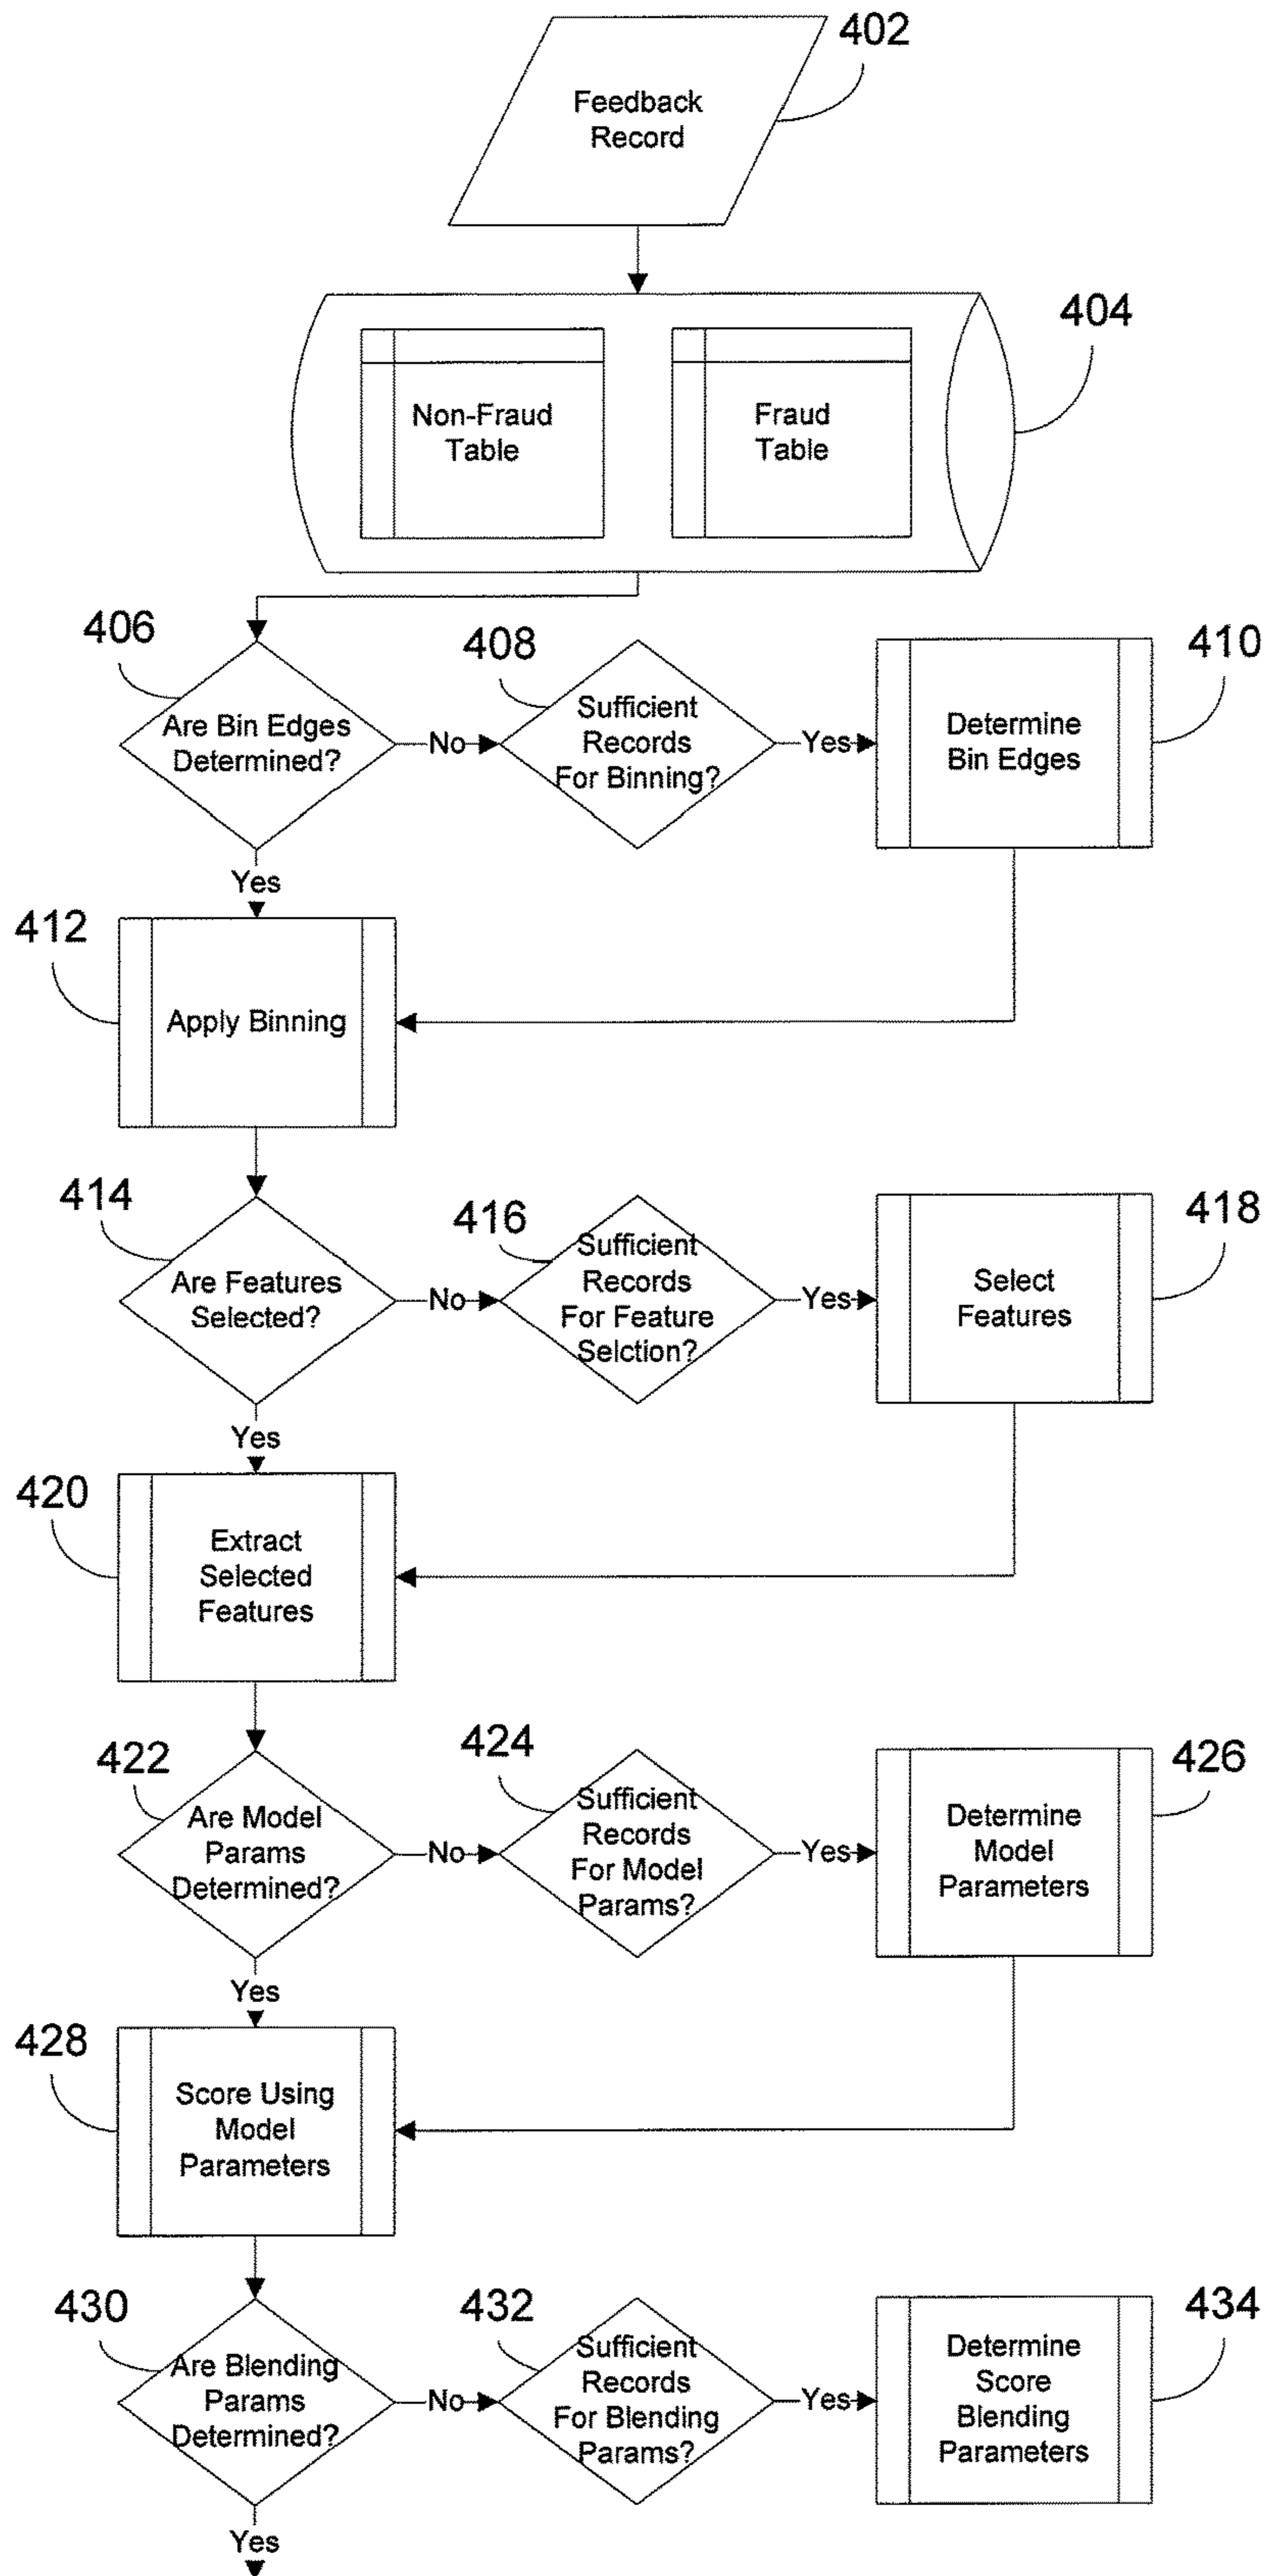 402
Feedback
Record
404
Non-Fraud
Table
Fraud
Table
406
Are Bin Edges
Determined?
No
408
Sufficient
Records
For Binning?
Yes
410
Determine
Bin Edges
Yes
412
Apply Binning
414
Are Features
Selected?
No
416
Sufficient
Records
For Feature
Selction?
Yes
418
Select
Features
Yes
420
Extract
Selected
Features
422
Are Model
Params
Determined?
No
424
Sufficient
Records
For Model
Params?
Yes
426
Determine
Model
Parameters
Yes
428
Score Using
Model
Parameters
430
Are Blending
Params
Determined?
No
432
Sufficient
Records
For Blending
Params?
Yes
434
Determine
Score
Blending
Parameters
Yes